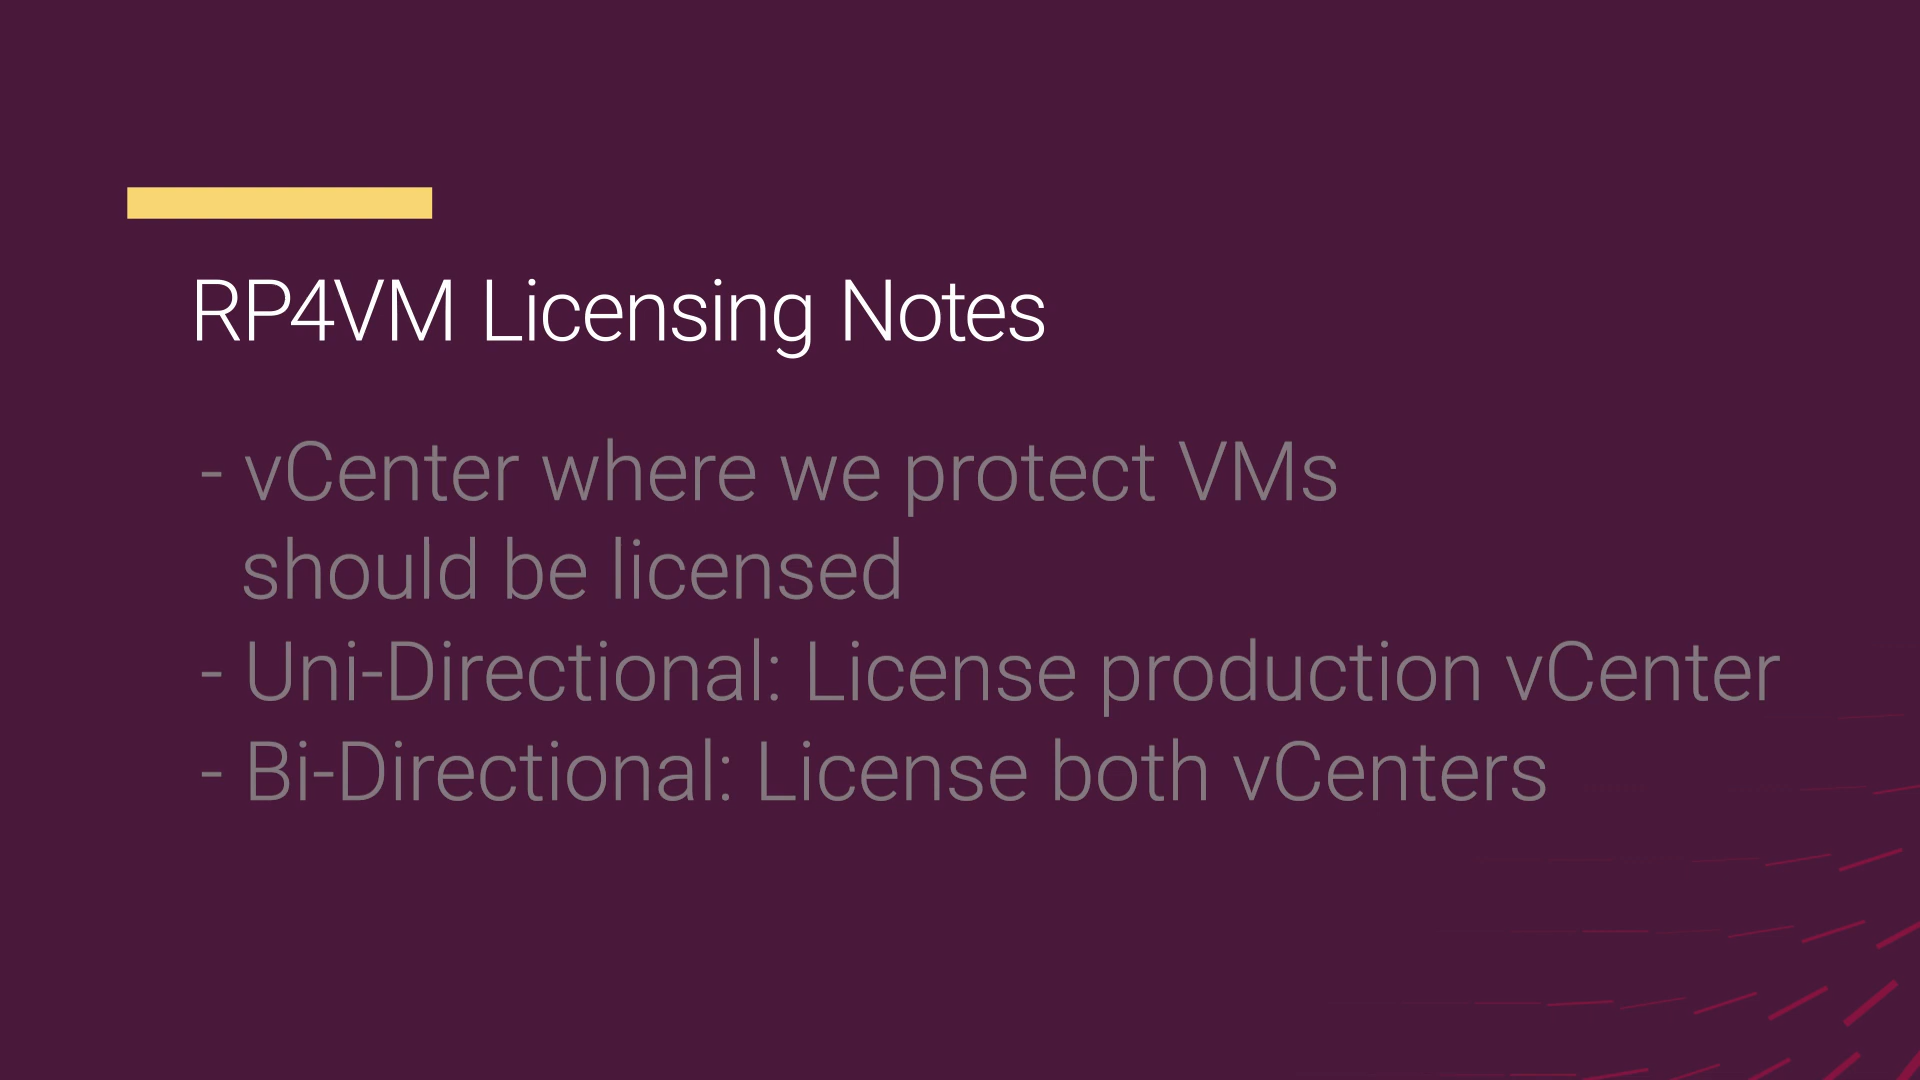 RP4VM Licensing Notes
- vCenter where we protect VMs
should be licensed
- Uni-Directional: License production vCenter
- Bi-Directional: License both vCenters